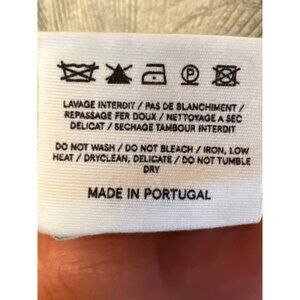 P
LAVAGE INTERDIT / PAS DE BLANCHIMENT /
REPASSAGE FER DOUX / NETTOYAGE A SEC
DELICAT / SECHAGE TAMBOUR INTERDIT
DO NOT WASH / DO NOT BLEACH / IRON, LOW
HEAT / DRYCLEAN, DELICATE / DO NOT TUMBLE
DRY
MADE IN PORTUGAL